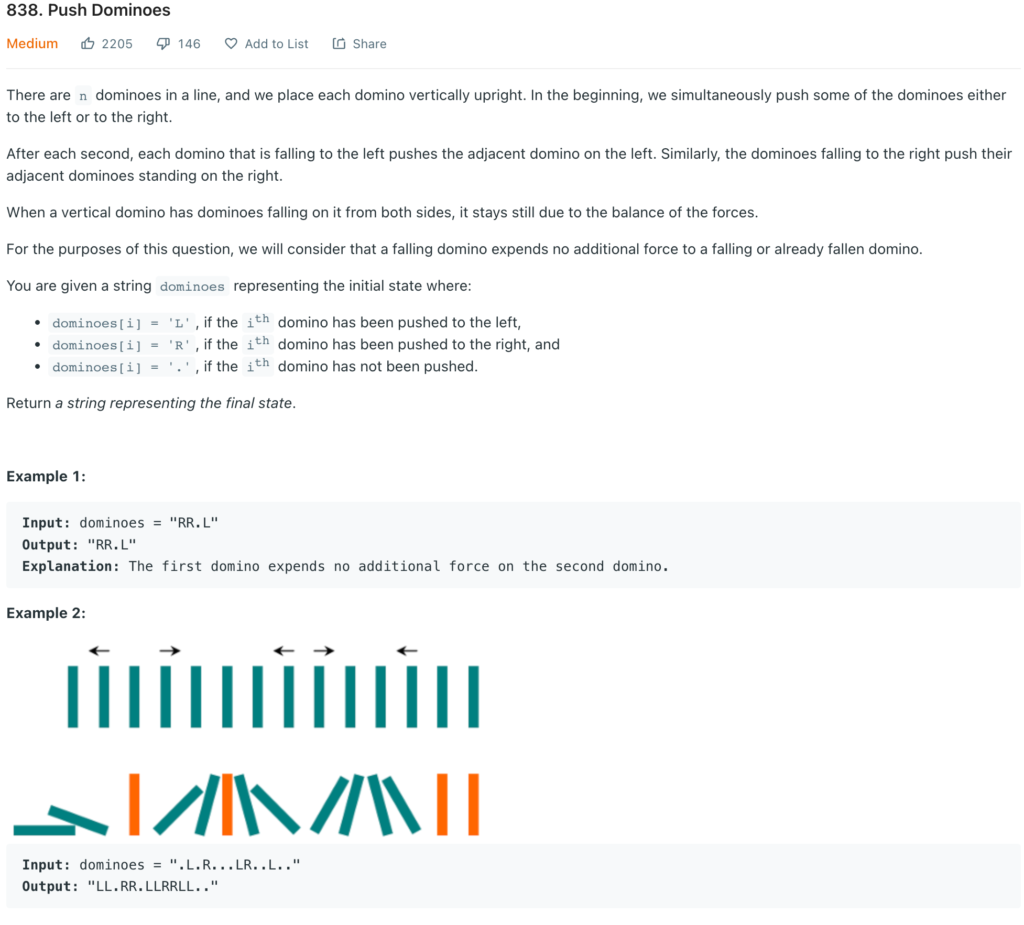 838. Push Dominoes
Medium 2205 146 Add to List Share
There are n dominoes in a line, and we place each domino vertically upright. In the beginning, we simultaneously push some of the dominoes either
to the left or to the right.
After each second, each domino that is falling to the left pushes the adjacent domino on the left. Similarly, the dominoes falling to the right push their
adjacent dominoes standing on the right.
When a vertical domino has dominoes falling on it from both sides, it stays still due to the balance of the forces.
For the purposes of this question, we will consider that a falling domino expends no additional force to a falling or already fallen domino.
You are given a string dominoes representing the initial state where:
• dominoes[i] = 'L', if the ith domino has been pushed to the left,
• dominoes[i] = 'R', if the ith domino has been pushed to the right, and
• dominoes[i] = '.', if the ith domino has not been pushed.
Return a string representing the final state.
Example 1:
Input: dominoes = "RR.L"
Output: "RR.L"
Explanation: The first domino expends no additional force on the second domino.
Example 2:
Input: dominoes = ".L.R...LR..L.."
Output: "LL.RR.LLRRLL.."